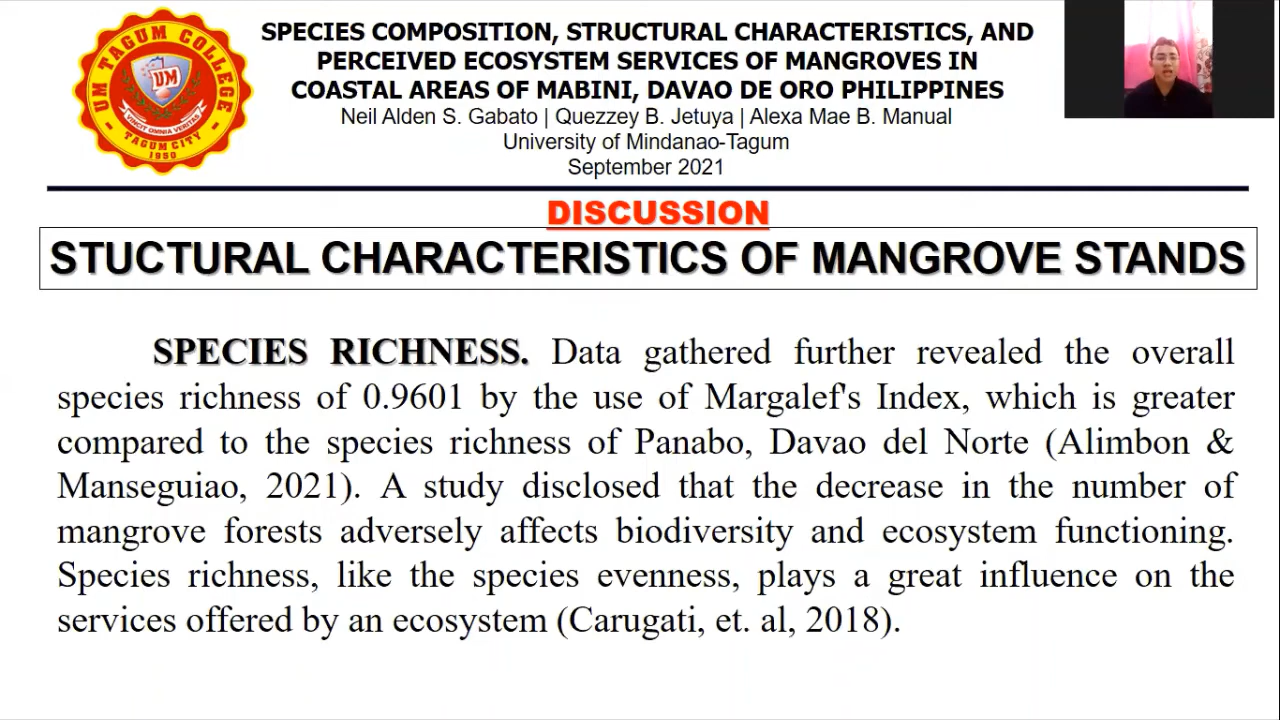 SPECIES COMPOSITION, STRUCTURAL CHARACTERISTICS, AND
PERCEIVED ECOSYSTEM SERVICES OF MANGROVES IN
COASTAL AREAS OF MABINI, DAVAO DE ORO PHILIPPINES
Neil Alden S. Gabato | Quezzey B. Jetuya | Alexa Mae B. Manual
University of Mindanao-Tagum
September 2021
UM TAGUM COLLEGE
UM
VINCIT OMNIA VERITAS
TAGUM CITY
1950
DISCUSSION
STUCTURAL CHARACTERISTICS OF MANGROVE STANDS
SPECIES RICHNESS. Data gathered further revealed the overall
species richness of 0.9601 by the use of Margalef's Index, which is greater
compared to the species richness of Panabo, Davao del Norte (Alimbon &
Manseguiao, 2021). A study disclosed that the decrease in the number of
mangrove forests adversely affects biodiversity and ecosystem functioning.
Species richness, like the species evenness, plays a great influence on the
services offered by an ecosystem (Carugati, et. al, 2018).